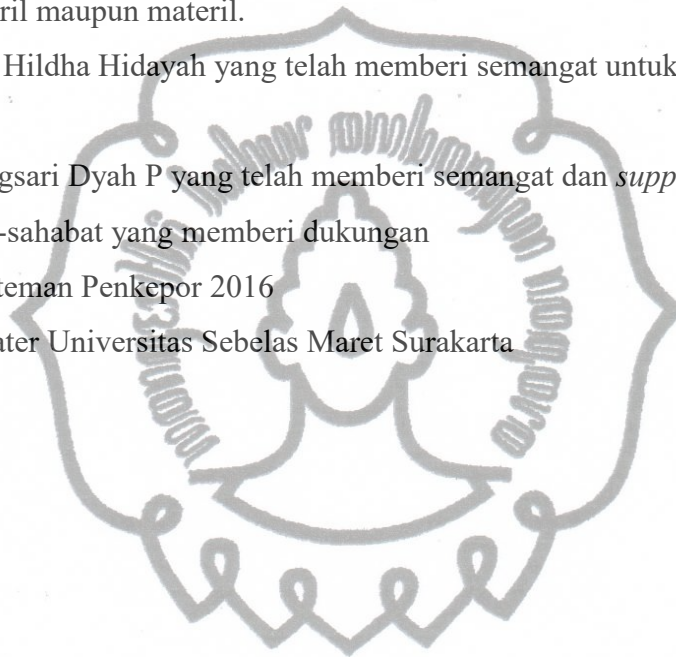 ril maupun materil.
Hildha Hidayah yang telah memberi semangat untuk
gsari Dyah P yang telah memberi semangat dan supp
-sahabat yang memberi dukungan
teman Penkepor 2016
ater Universitas Sebelas Maret Surakarta